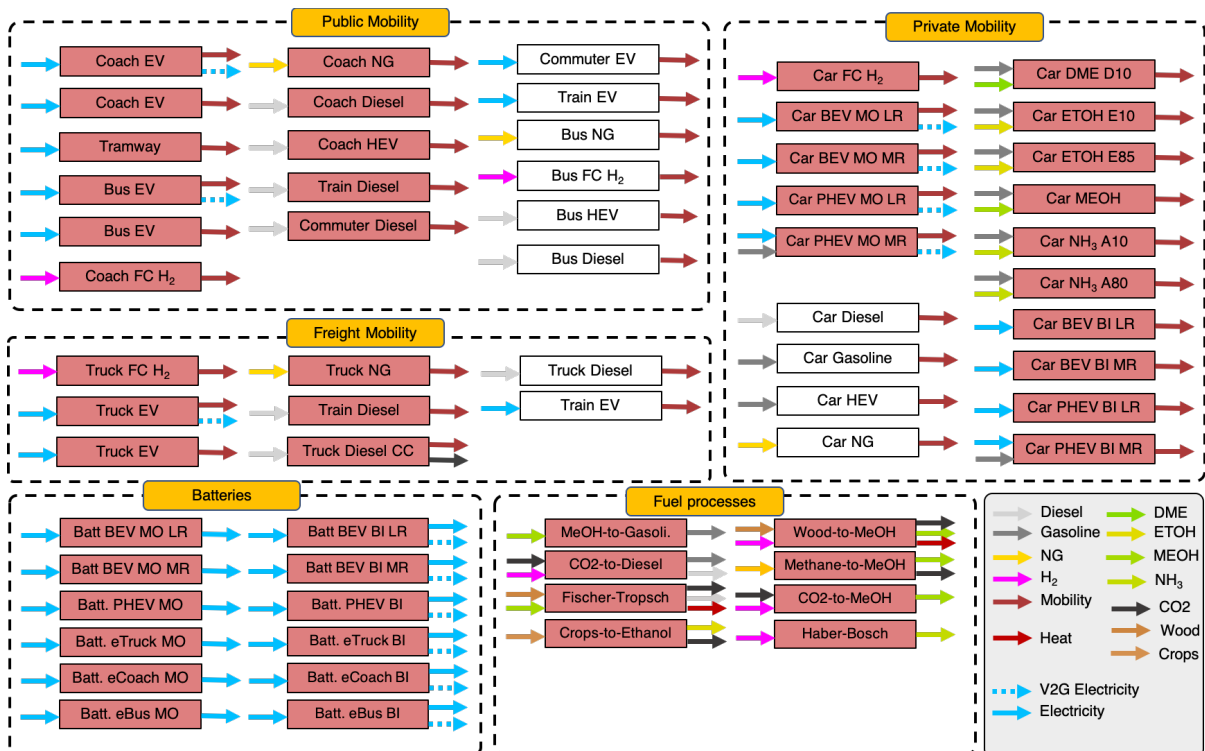 Public Mobility
Coach EV
Coach EV
Tramway
Bus EV
Bus EV
Coach FC H₂
Coach NG
Coach Diesel
Coach HEV
Train Diesel
Commuter Diesel
Commuter EV
Train EV
Bus NG
Bus FC H₂
Bus HEV
Bus Diesel
Private Mobility
Car FC H₂
Car BEV MO LR
Car BEV MO MR
Car PHEV MO LR
Car PHEV MO MR
Car Diesel
Car Gasoline
Car HEV
Car NG
Car DME D10
Car ETOH E10
Car ETOH E85
Car MEOH
Car NH₃ A10
Car NH₃ A80
Car BEV BI LR
Car BEV BI MR
Car PHEV BI LR
Car PHEV BI MR
Freight Mobility
Truck FC H₂
Truck EV
Truck EV
Truck NG
Train Diesel
Truck Diesel CC
Truck Diesel
Train EV
Batteries
Batt BEV MO LR
Batt BEV MO MR
Batt. PHEV MO
Batt. eTruck MO
Batt. eCoach MO
Batt. eBus MO
Batt BEV BI LR
Batt BEV BI MR
Batt. PHEV BI
Batt. eTruck BI
Batt. eCoach BI
Batt. eBus BI
Fuel processes
MeOH-to-Gasoli.
CO2-to-Diesel
Fischer-Tropsch
Crops-to-Ethanol
Wood-to-MeOH
Methane-to-MeOH
CO2-to-MeOH
Haber-Bosch
Diesel
Gasoline
NG
H₂
Mobility
Heat
V2G Electricity
Electricity
DME
ETOH
MEOH
NH₃
CO2
Wood
Crops